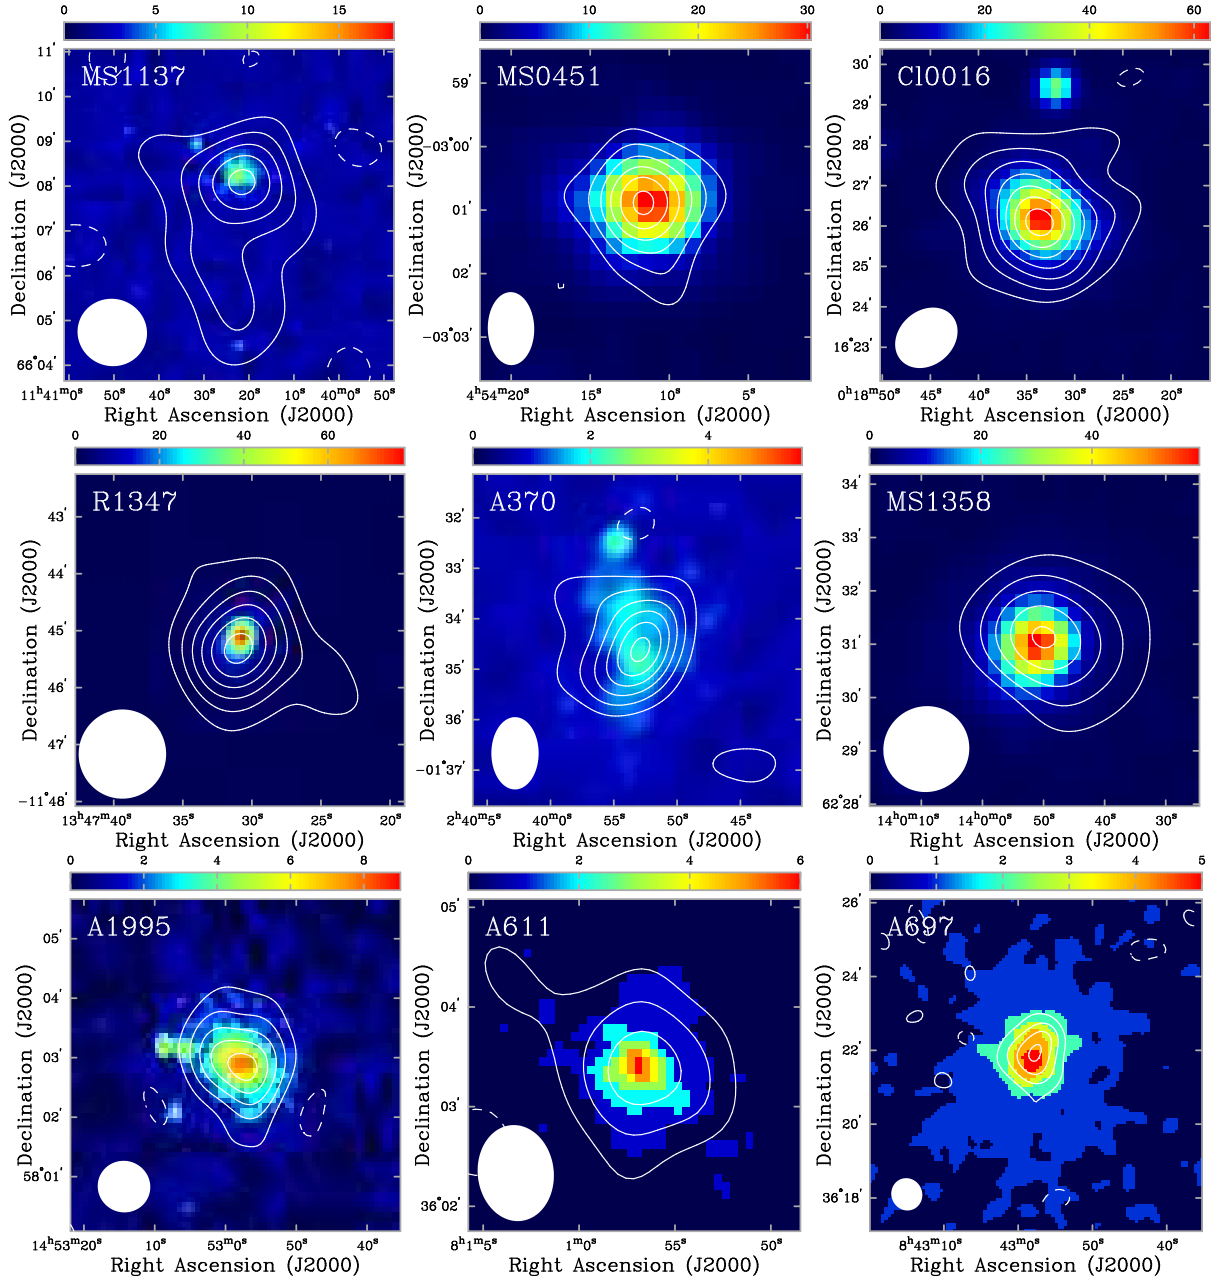 0 5 10 15
MS1137
11'
10'
09'
08'
07'
06'
05'
66°04'
11ʰ41ᵐ0ˢ 50ˢ 30ˢ 20ˢ 10ˢ 40ᵐ0ˢ 50ˢ
Right Ascension (J2000)
Declination (J2000)
0 10 20 30
MS0451
59'
−03°00'
01'
02'
−03°03'
4ʰ54ᵐ20ˢ 15ˢ 10ˢ 5ˢ
Right Ascension (J2000)
Declination (J2000)
0 20 40 60
Cl0016
30'
29'
28'
27'
26'
25'
24'
16°23'
0ʰ18ᵐ50ˢ 45ˢ 40ˢ 35ˢ 30ˢ 25ˢ 20ˢ
Right Ascension (J2000)
Declination (J2000)
0 20 40 60
R1347
43'
44'
45'
46'
47'
−11°48'
13ʰ47ᵐ40ˢ 35ˢ 30ˢ 25ˢ 20ˢ
Right Ascension (J2000)
Declination (J2000)
0 2 4
A370
32'
33'
34'
35'
36'
−01°37'
2ʰ40ᵐ5ˢ 40ᵐ0ˢ 55ˢ 50ˢ 45ˢ
Right Ascension (J2000)
Declination (J2000)
0 20 40
MS1358
34'
33'
32'
31'
30'
29'
62°28'
14ʰ0ᵐ10ˢ 14ʰ0ᵐ0ˢ 50ˢ 40ˢ 30ˢ
Right Ascension (J2000)
Declination (J2000)
0 2 4 6 8
A1995
05'
04'
03'
02'
58°01'
14ʰ53ᵐ20ˢ 10ˢ 53ᵐ0ˢ 50ˢ 40ˢ
Right Ascension (J2000)
Declination (J2000)
0 2 4 6
A611
05'
04'
03'
36°02'
8ʰ1ᵐ5ˢ 1ᵐ0ˢ 55ˢ 50ˢ
Right Ascension (J2000)
Declination (J2000)
0 1 2 3 4 5
A697
26'
24'
22'
20'
36°18'
8ʰ43ᵐ10ˢ 43ᵐ0ˢ 50ˢ 40ˢ
Right Ascension (J2000)
Declination (J2000)